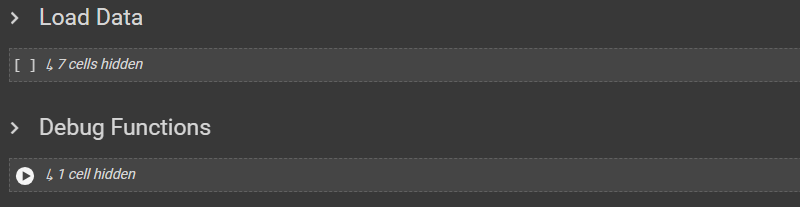 Load Data
[ ] ↳ 7 cells hidden
Debug Functions
↳ 1 cell hidden